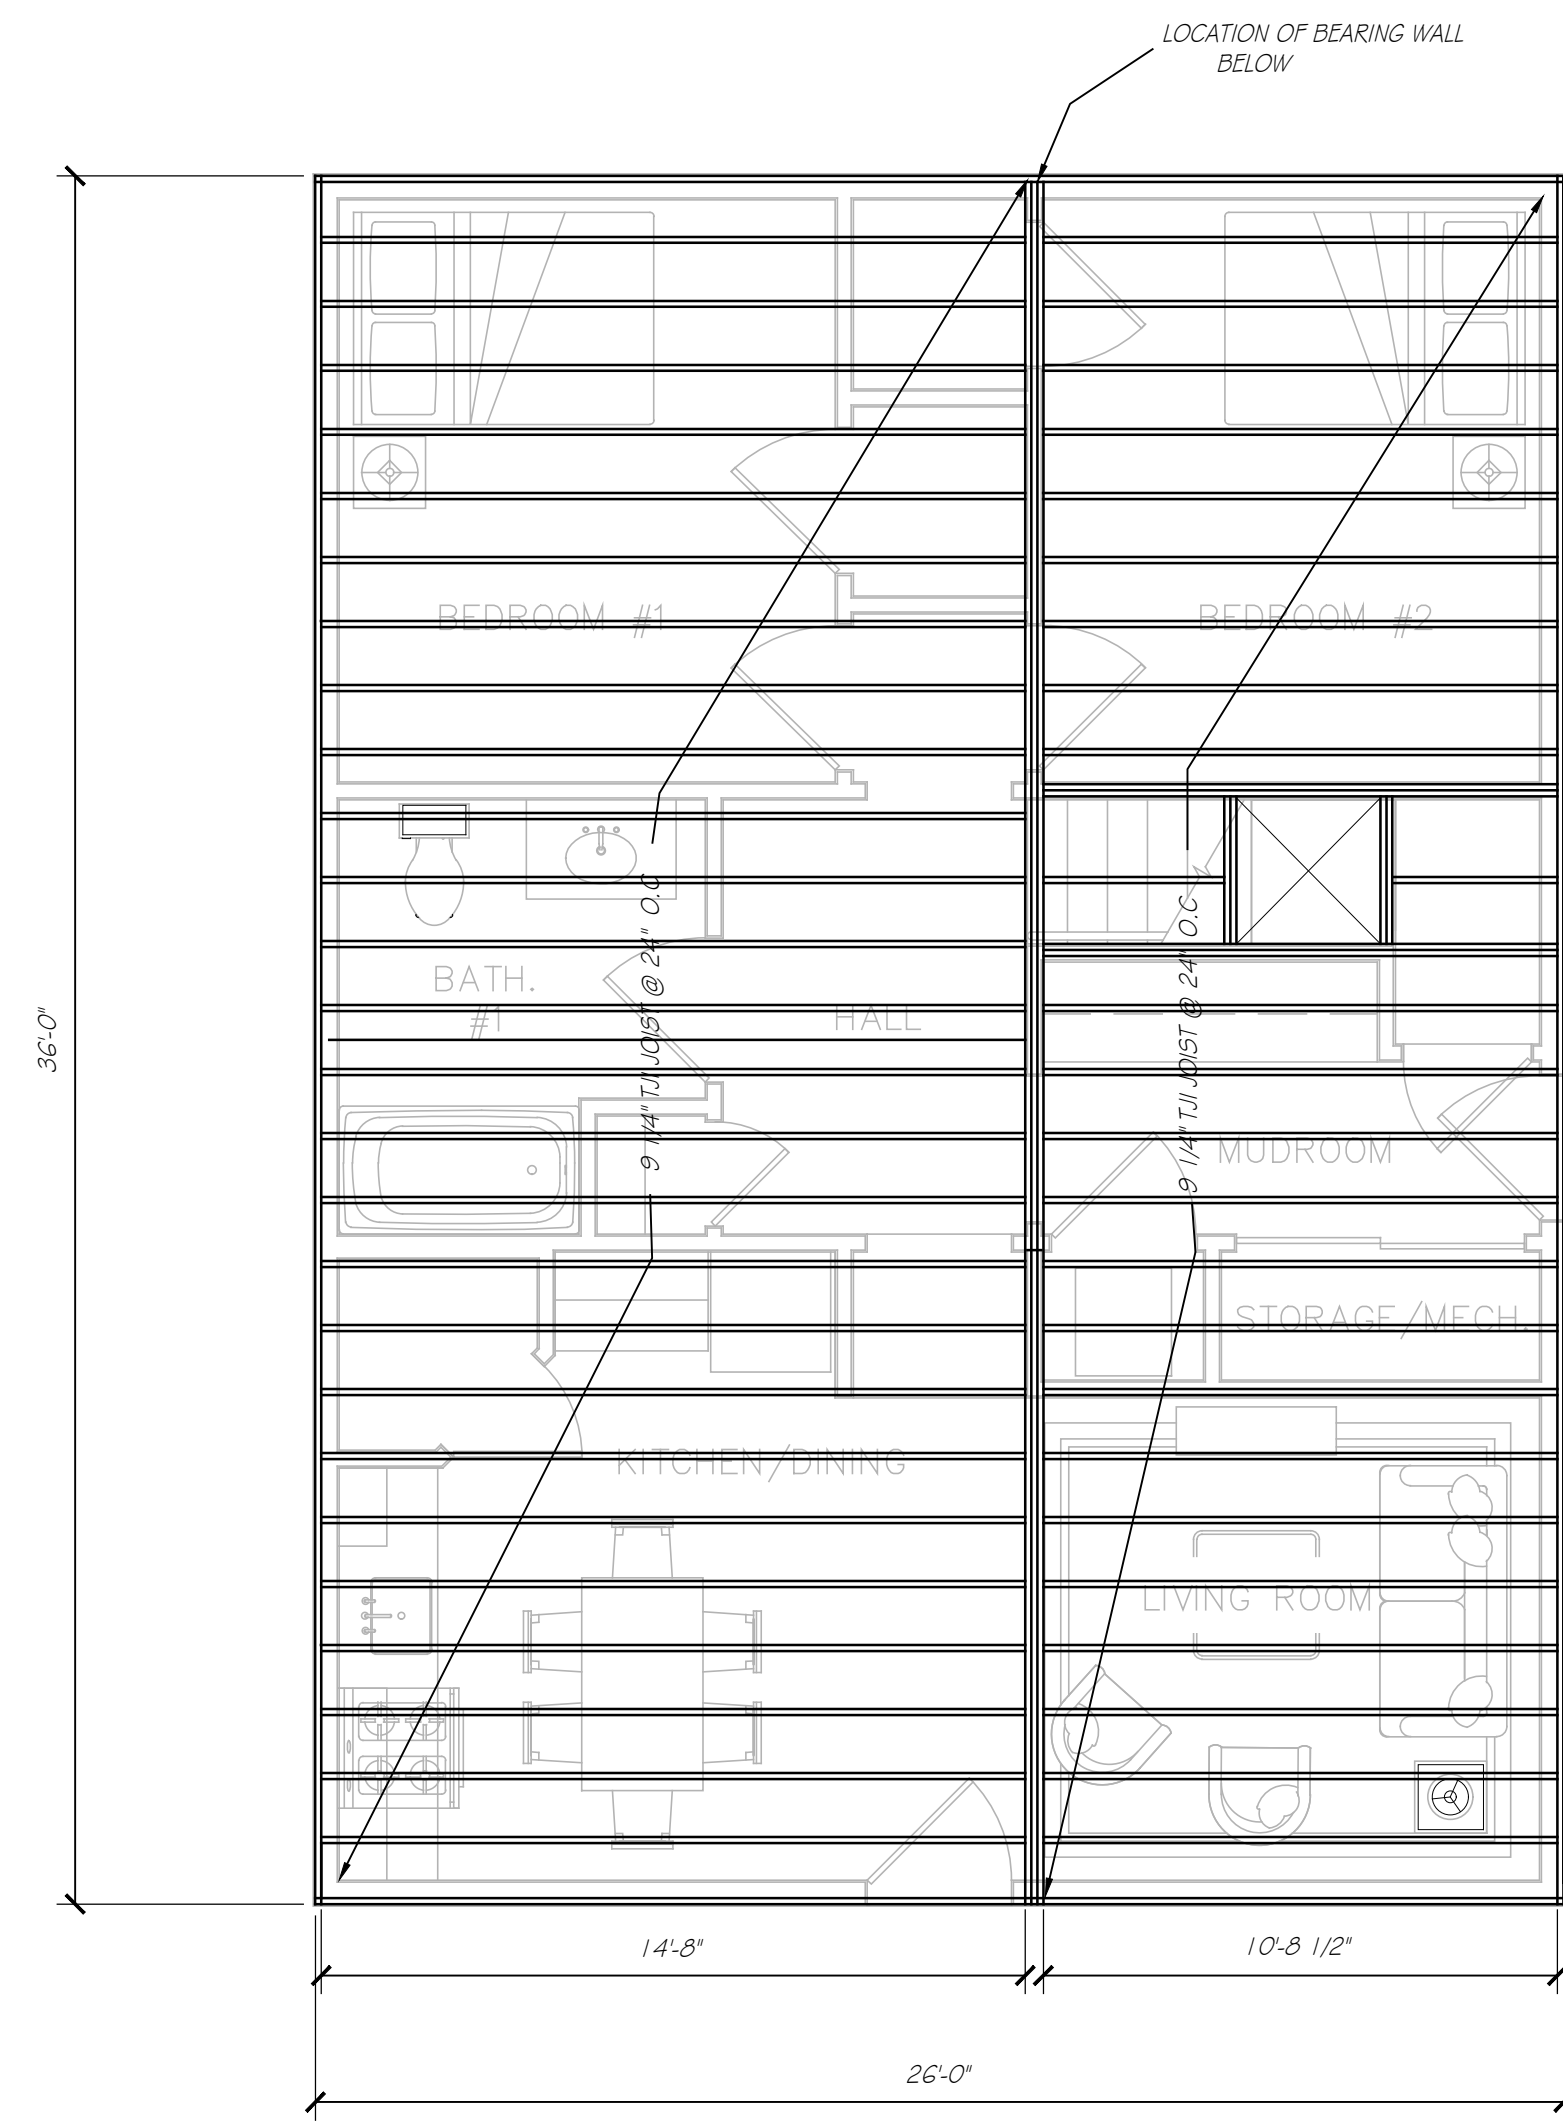 LOCATION OF BEARING WALL
BELOW
BEDROOM #1
BEDROOM #2
9 1/4" TJI JOIST @ 24" O.C
9 1/4" TJI JOIST @ 24" O.C
BATH.
#1
HALL
36'-0"
MUDROOM
STORAGE/MECH.
KITCHEN/DINING
LIVING ROOM
14'-8"
10'-8 1/2"
26'-0"